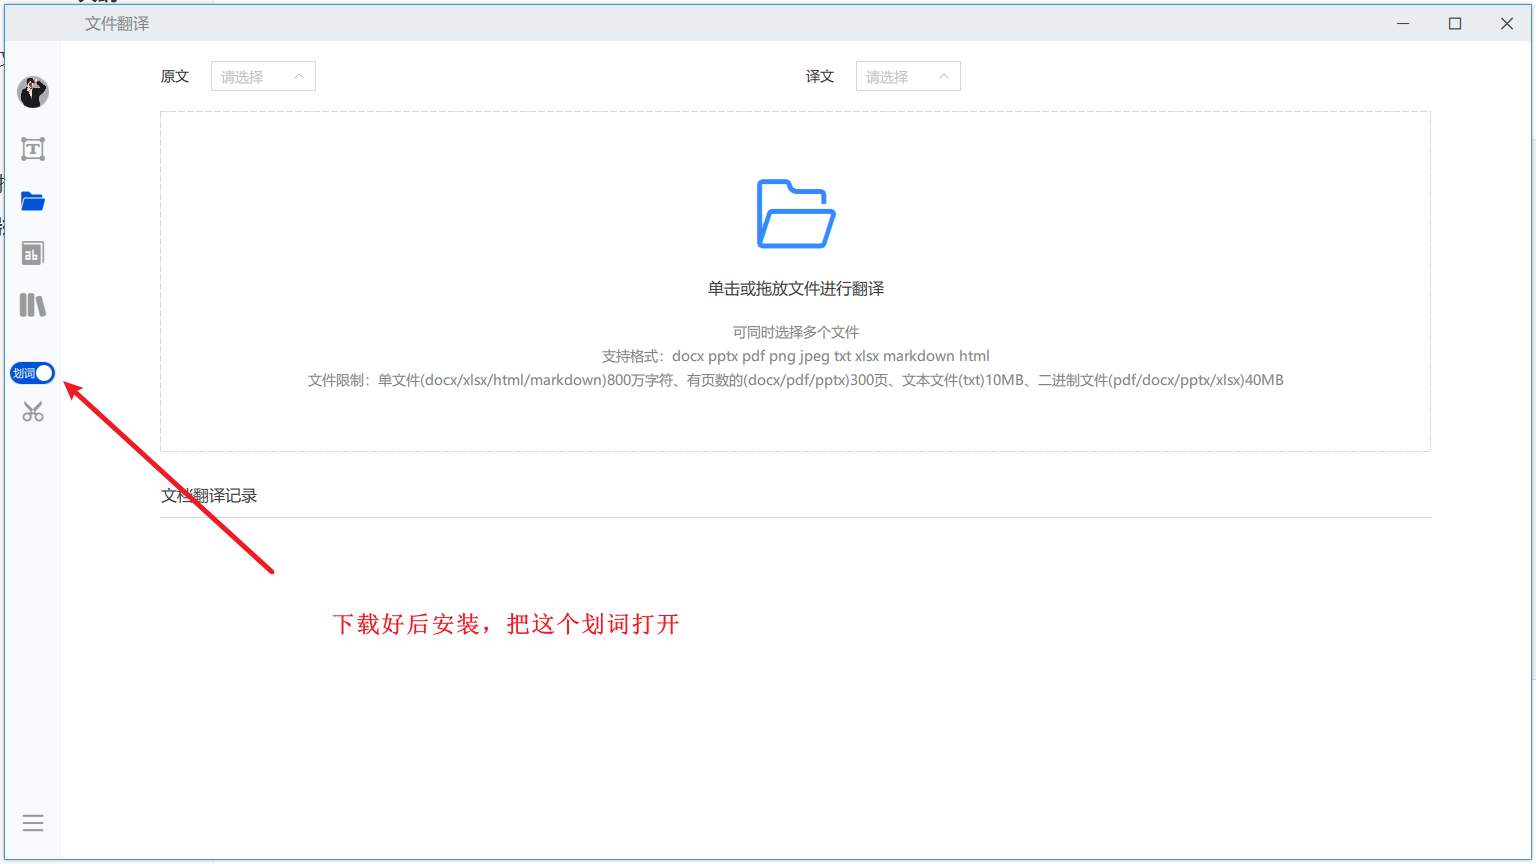 文件翻译
原文 请选择
译文 请选择
单击或拖放文件进行翻译
可同时选择多个文件
支持格式：docx pptx pdf png jpeg txt xlsx markdown html
文件限制：单文件(docx/xlsx/html/markdown)800万字符、有页数的(docx/pdf/pptx)300页、文本文件(txt)10MB、二进制文件(pdf/docx/pptx/xlsx)40MB
划词
文档翻译记录
下载好后安装，把这个划词打开